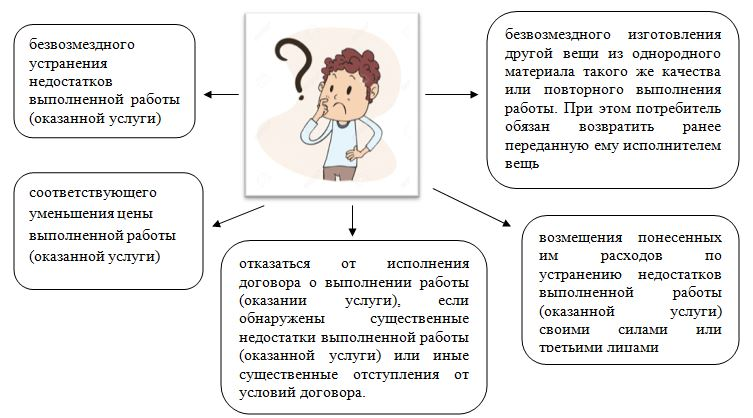 безвозмездного
устранения
недостатков
выполненной работы
(оказанной услуги)
безвозмездного изготовления
другой вещи из однородного
материала такого же качества
или повторного выполнения
работы. При этом потребитель
обязан возвратить ранее
переданную ему исполнителем
вещь
соответствующего
уменьшения цены
выполненной работы
(оказанной услуги)
отказаться от исполнения
договора о выполнении работы
(оказании услуги), если
обнаружены существенные
недостатки выполненной работы
(оказанной услуги) или иные
существенные отступления от
условий договора.
возмещения понесенных
им расходов по
устранению недостатков
выполненной работы
(оказанной услуги)
своими силами или
третьими лицами